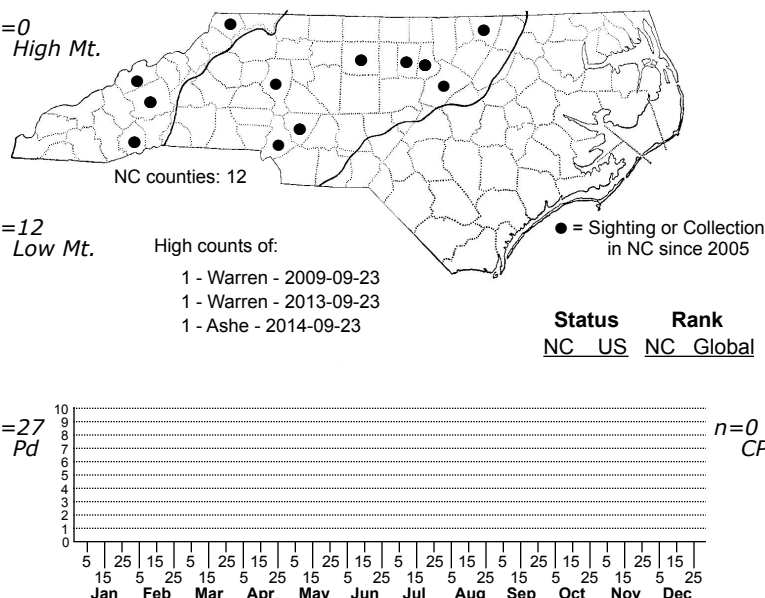 =0
High Mt.
NC counties: 12
=12
Low Mt.
High counts of:
1 - Warren - 2009-09-23
1 - Warren - 2013-09-23
1 - Ashe - 2014-09-23
● = Sighting or Collection
in NC since 2005
Status Rank
NC US NC Global
=27
Pd
n=0
CP
10
9
8
7
6
5
4
3
2
1
0
5 25 15 5 25 15 5 25 15 5 25 15 5 25 15 5 25 15
15 5 25 15 5 25 15 5 25 15 5 25 15 5 25 15 5 25
Jan Feb Mar Apr May Jun Jul Aug Sep Oct Nov Dec